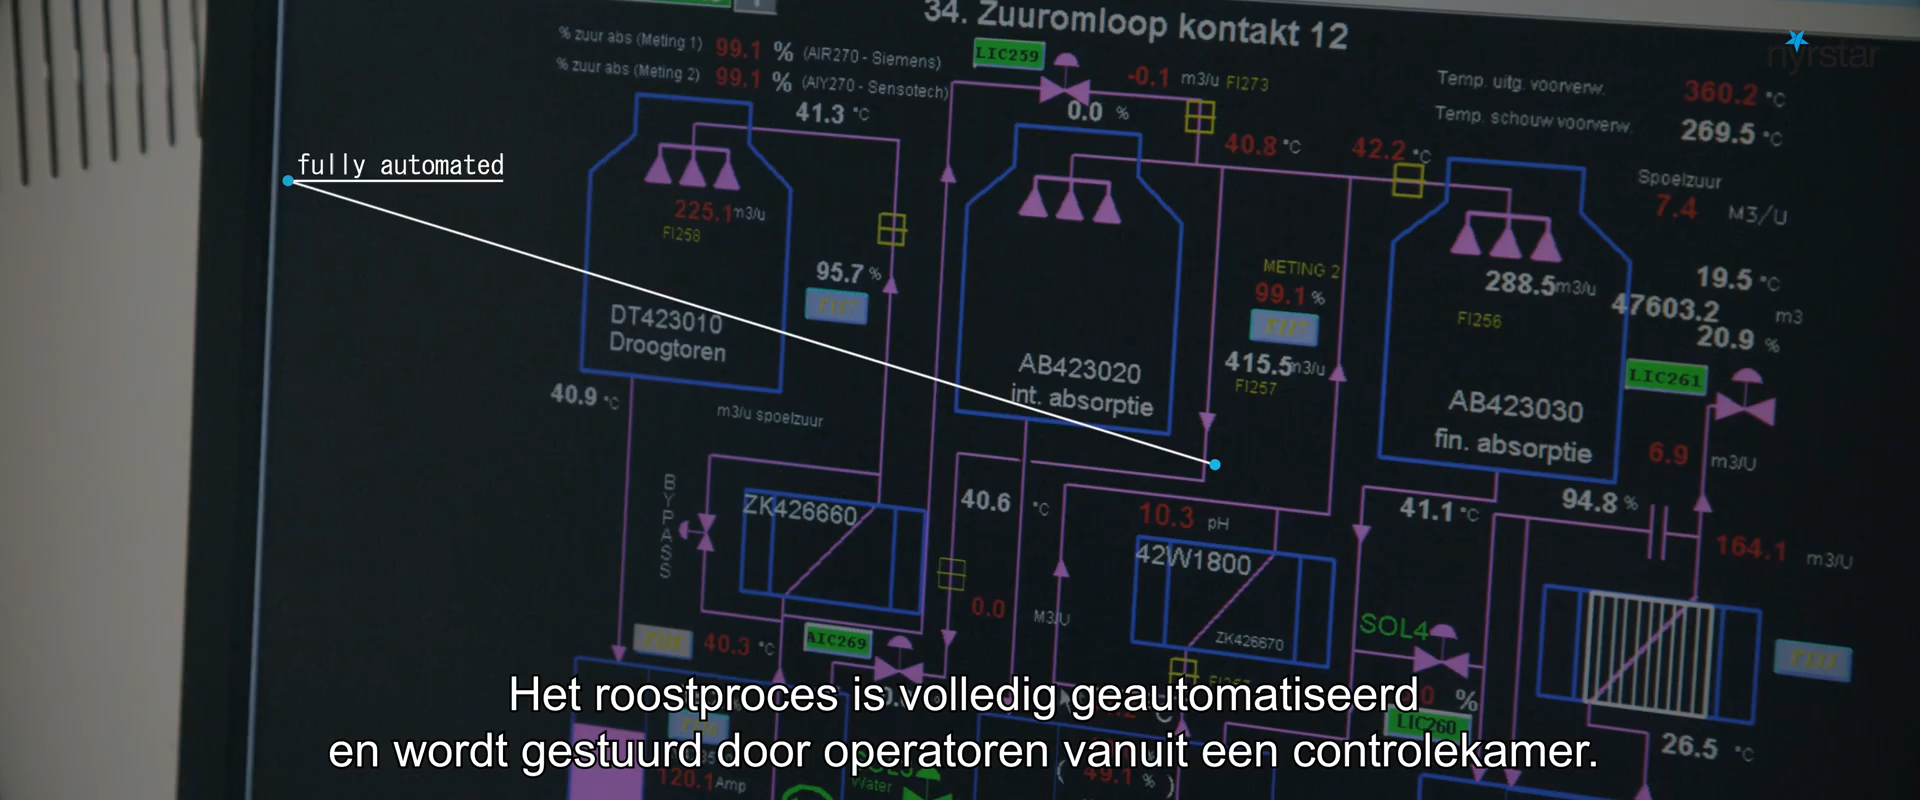 34. Zuuromloop kontakt 12
nyrstar
% zuur abs (Meting 1) 99.1 % (AIR270 - Siemens)
% zuur abs (Meting 2) 99.1 % (AIY270 - Sensotech)
LIC259
-0.1 m3/u FI273
0.0 %
41.3 °C
Temp. uitg. voorverw. 360.2 °C
Temp. schouw voorverw. 269.5 °C
40.8 °C
42.2 °C
fully automated
Spoelzuur
7.4 M3/U
225.1 m3/u
FI258
95.7 %
METING 2
99.1 %
288.5 m3/u
FI256
19.5 °C
47603.2 m3
20.9 %
DT423010
Droogtoren
AB423020
int. absorptie
415.5 m3/u
FI257
LIC261
AB423030
fin. absorptie
40.9 °C
m3/u spoelzuur
6.9 m3/U
BYPASS
ZK426660
40.6 °C
10.3 pH
41.1 °C
94.8 %
164.1 m3/U
42W1800
ZK426670
0.0 M3/U
SOL4
40.3 °C
AIC269
LIC260
%
26.5 °C
Het roostproces is volledig geautomatiseerd
en wordt gestuurd door operatoren vanuit een controlekamer.
120.1 Amp
Water
49.1 %